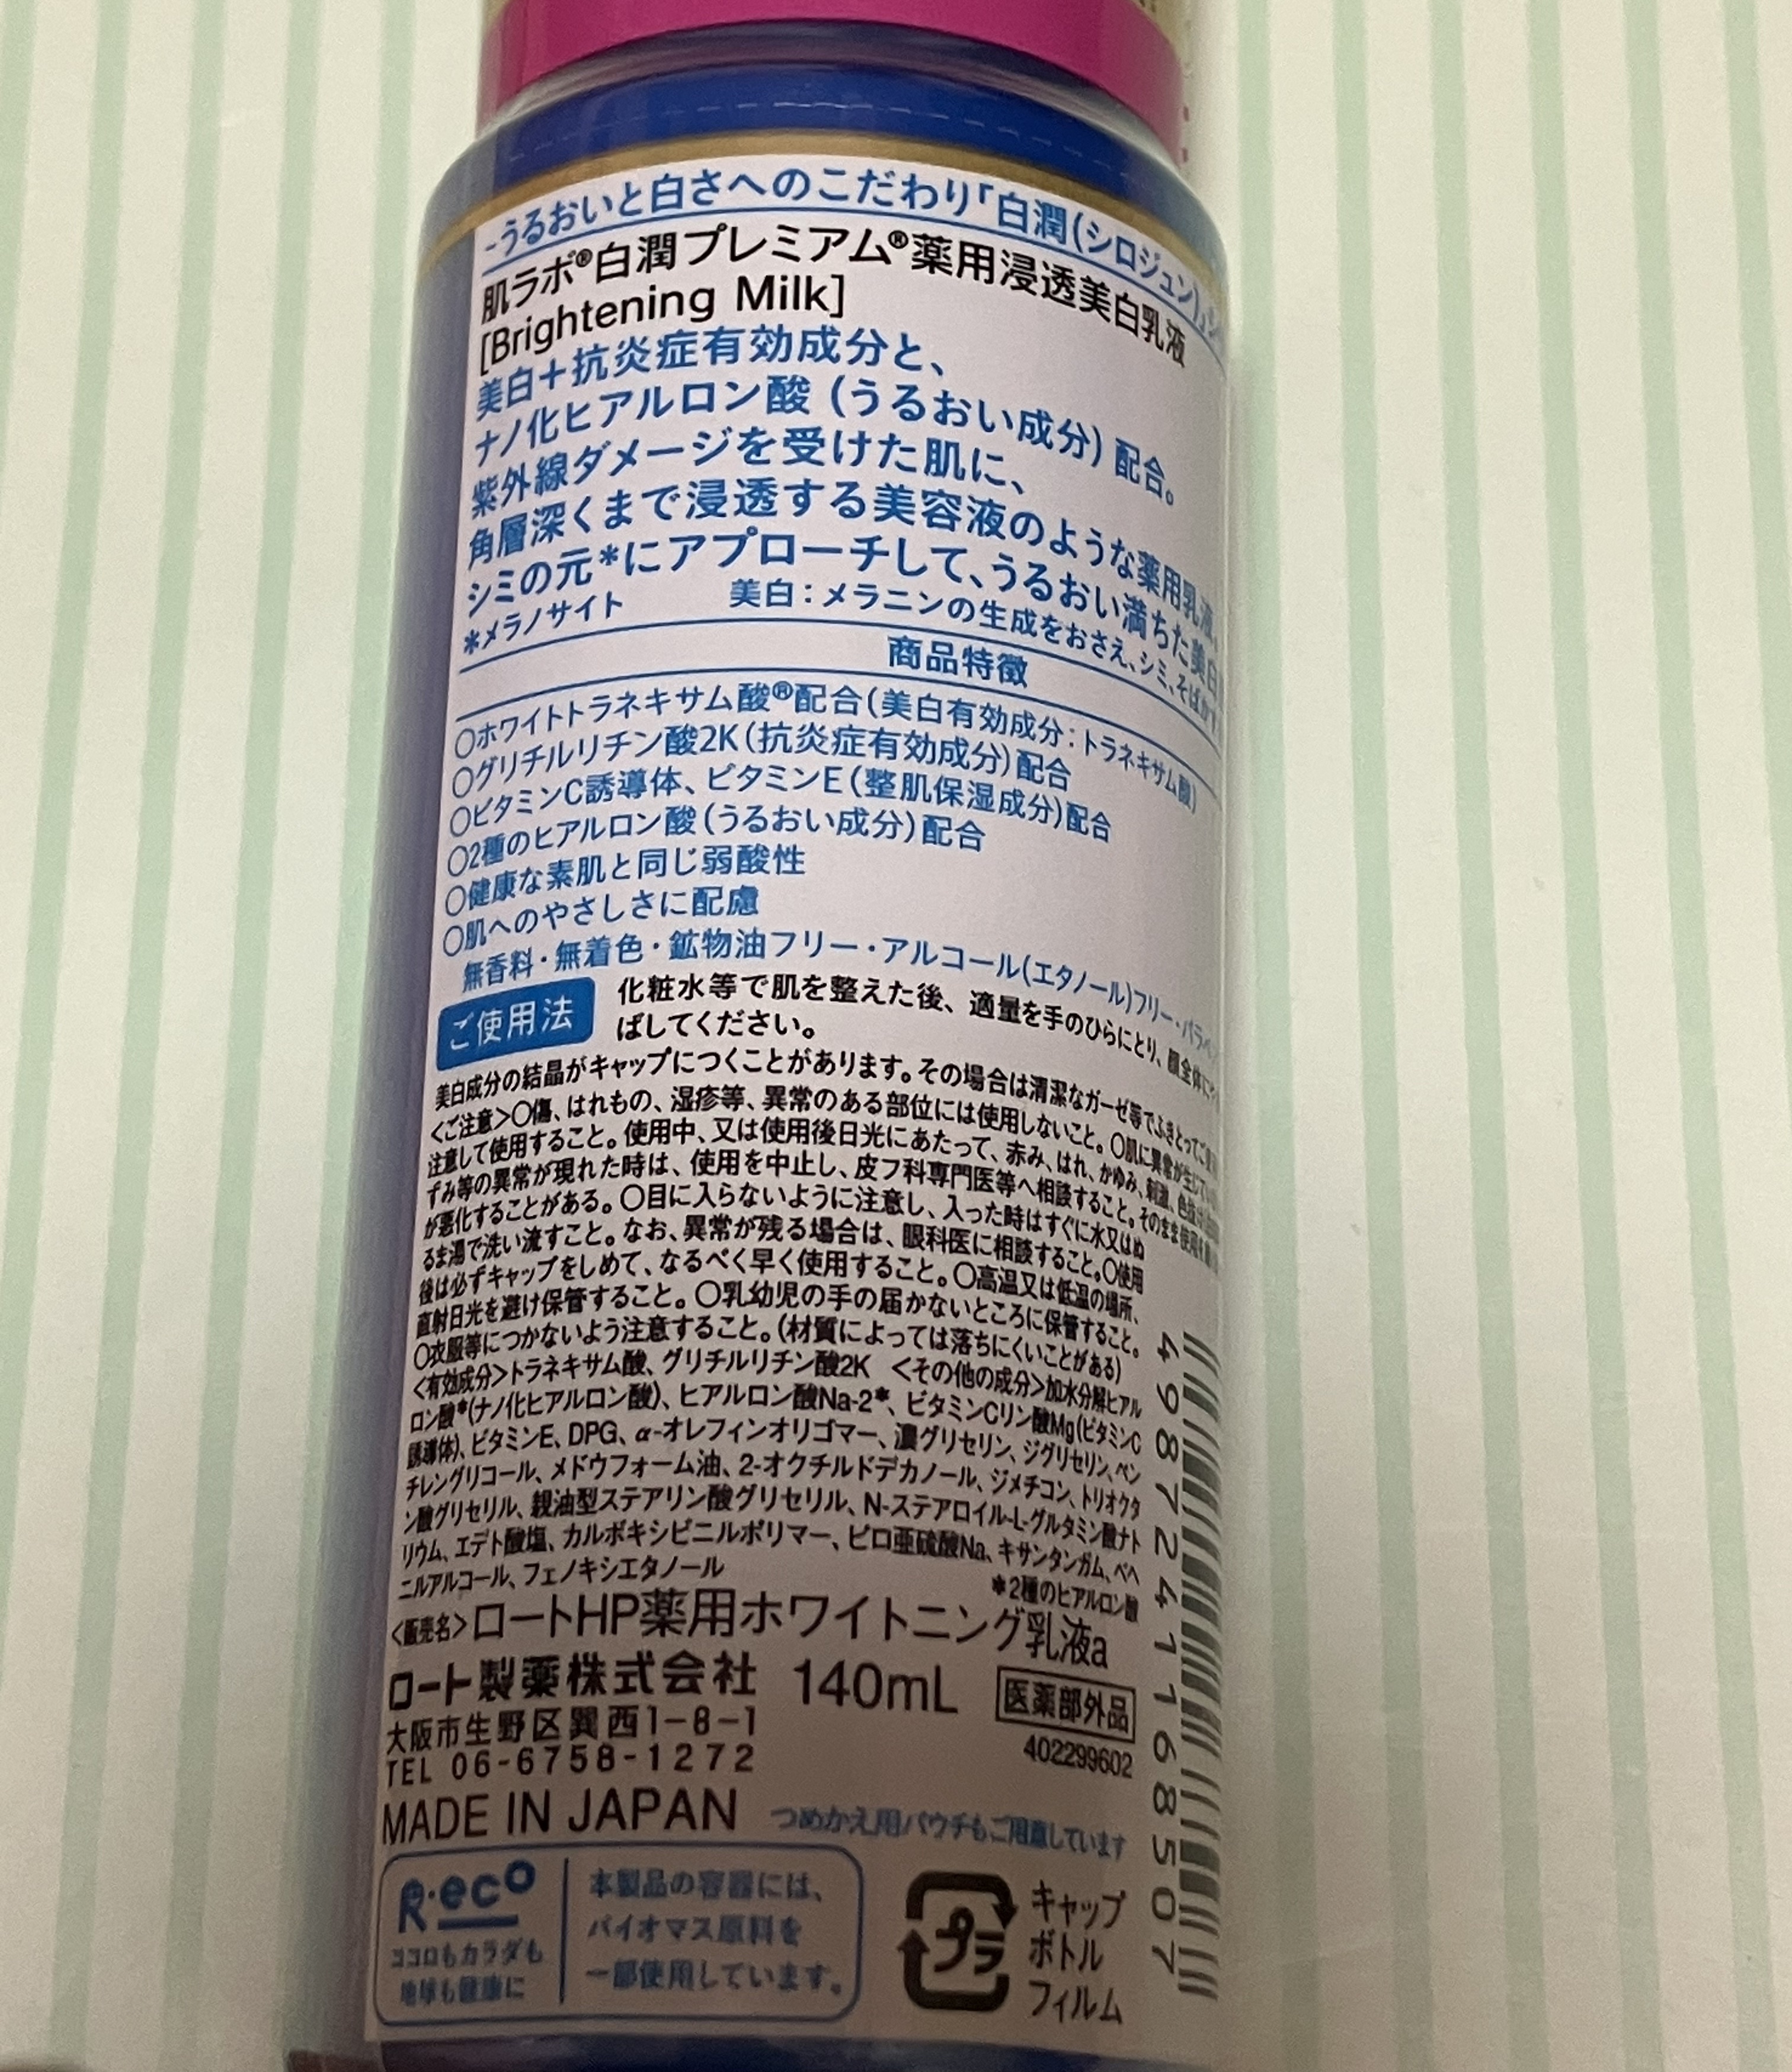 -うるおいと白さへのこだわり「白潤(シロジュン)」
肌ラボ®白潤プレミアム®薬用浸透美白乳液
[Brightening Milk]
美白+抗炎症有効成分と、
ナノ化ヒアルロン酸(うるおい成分)配合。
紫外線ダメージを受けた肌に、
角層深くまで浸透する美容液のような薬用乳液。
シミの元*にアプローチして、うるおい満ちた美白
*メラノサイト 美白:メラニンの生成をおさえ、シミ、そばかす
商品特徴
○ホワイトトラネキサム酸®配合(美白有効成分:トラネキサム酸)
○グリチルリチン酸2K(抗炎症有効成分)配合
○ビタミンC誘導体、ビタミンE(整肌保湿成分)配合
○2種のヒアルロン酸(うるおい成分)配合
○健康な素肌と同じ弱酸性
○肌へのやさしさに配慮
無香料・無着色・鉱物油フリー・アルコール(エタノール)フリー・パラベン
ご使用法 化粧水等で肌を整えた後、適量を手のひらにとり、顔全体に
ばしてください。
美白成分の結晶がキャップにつくことがあります。その場合は清潔なガーゼ等でふきとってご使用
<ご注意>○傷、はれもの、湿疹等、異常のある部位には使用しないこと。○肌に異常が生じて
注意して使用すること。使用中、又は使用後日光にあたって、赤み、はれ、かゆみ、刺激、色抜け
ずみ等の異常が現れた時は、使用を中止し、皮フ科専門医等へ相談すること。そのまま使用を
が悪化することがある。○目に入らないように注意し、入った時はすぐに水又はぬ
るま湯で洗い流すこと。なお、異常が残る場合は、眼科医に相談すること。○使用
後は必ずキャップをしめて、なるべく早く使用すること。○高温又は低温の場所、
直射日光を避け保管すること。○乳幼児の手の届かないところに保管すること。
○衣服等につかないよう注意すること。(材質によっては落ちにくいことがある)
<有効成分>トラネキサム酸、グリチルリチン酸2K <その他の成分>加水分解ヒアル
ロン酸*(ナノ化ヒアルロン酸)、ヒアルロン酸Na-2*、ビタミンCリン酸Mg(ビタミンC
誘導体)、ビタミンE、DPG、α-オレフィンオリゴマー、濃グリセリン、ジグリセリン、ペン
チレングリコール、メドウフォーム油、2-オクチルドデカノール、ジメチコン、トリオクタ
ン酸グリセリル、親油型ステアリン酸グリセリル、N-ステアロイル-L-グルタミン酸ナト
リウム、エデト酸塩、カルボキシビニルポリマー、ピロ亜硫酸Na、キサンタンガム、ベヘ
ニルアルコール、フェノキシエタノール
*2種のヒアルロン酸
<販売名>ロートHP薬用ホワイトニング乳液a
ロート製薬株式会社 140mL 医薬部外品
大阪市生野区巽西1-8-1
TEL 06-6758-1272
402299602
MADE IN JAPAN つめかえ用パウチもご用意しています
R・eco
ココロもカラダも
地球も健康に
本製品の容器には、
バイオマス原料を
一部使用しています。
プラ
キャップ
ボトル
フィルム
4987241168507